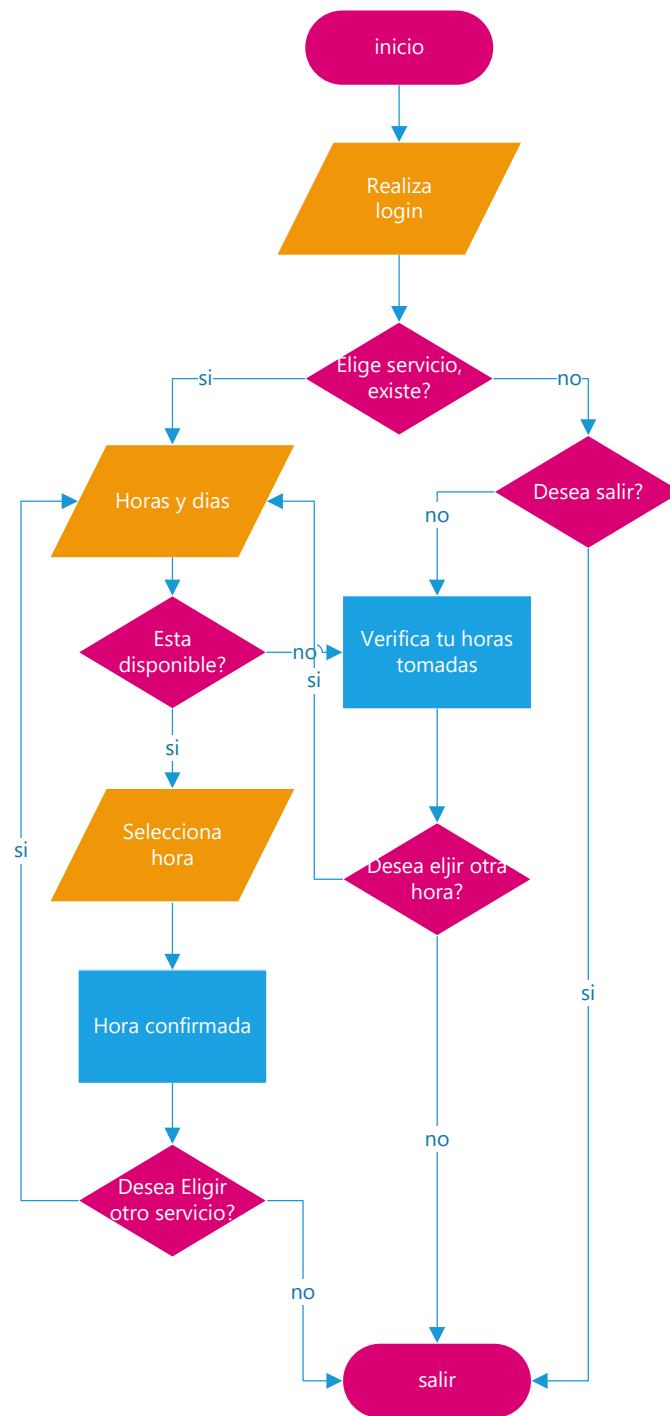 inicio
Realiza
login
Elige servicio,
existe?
si
no
Horas y dias
Desea salir?
no
Esta
disponible?
no
Verifica tu horas
tomadas
si
si
Selecciona
hora
si
Desea eljir otra
hora?
Hora confirmada
si
no
Desea Eligir
otro servicio?
no
salir